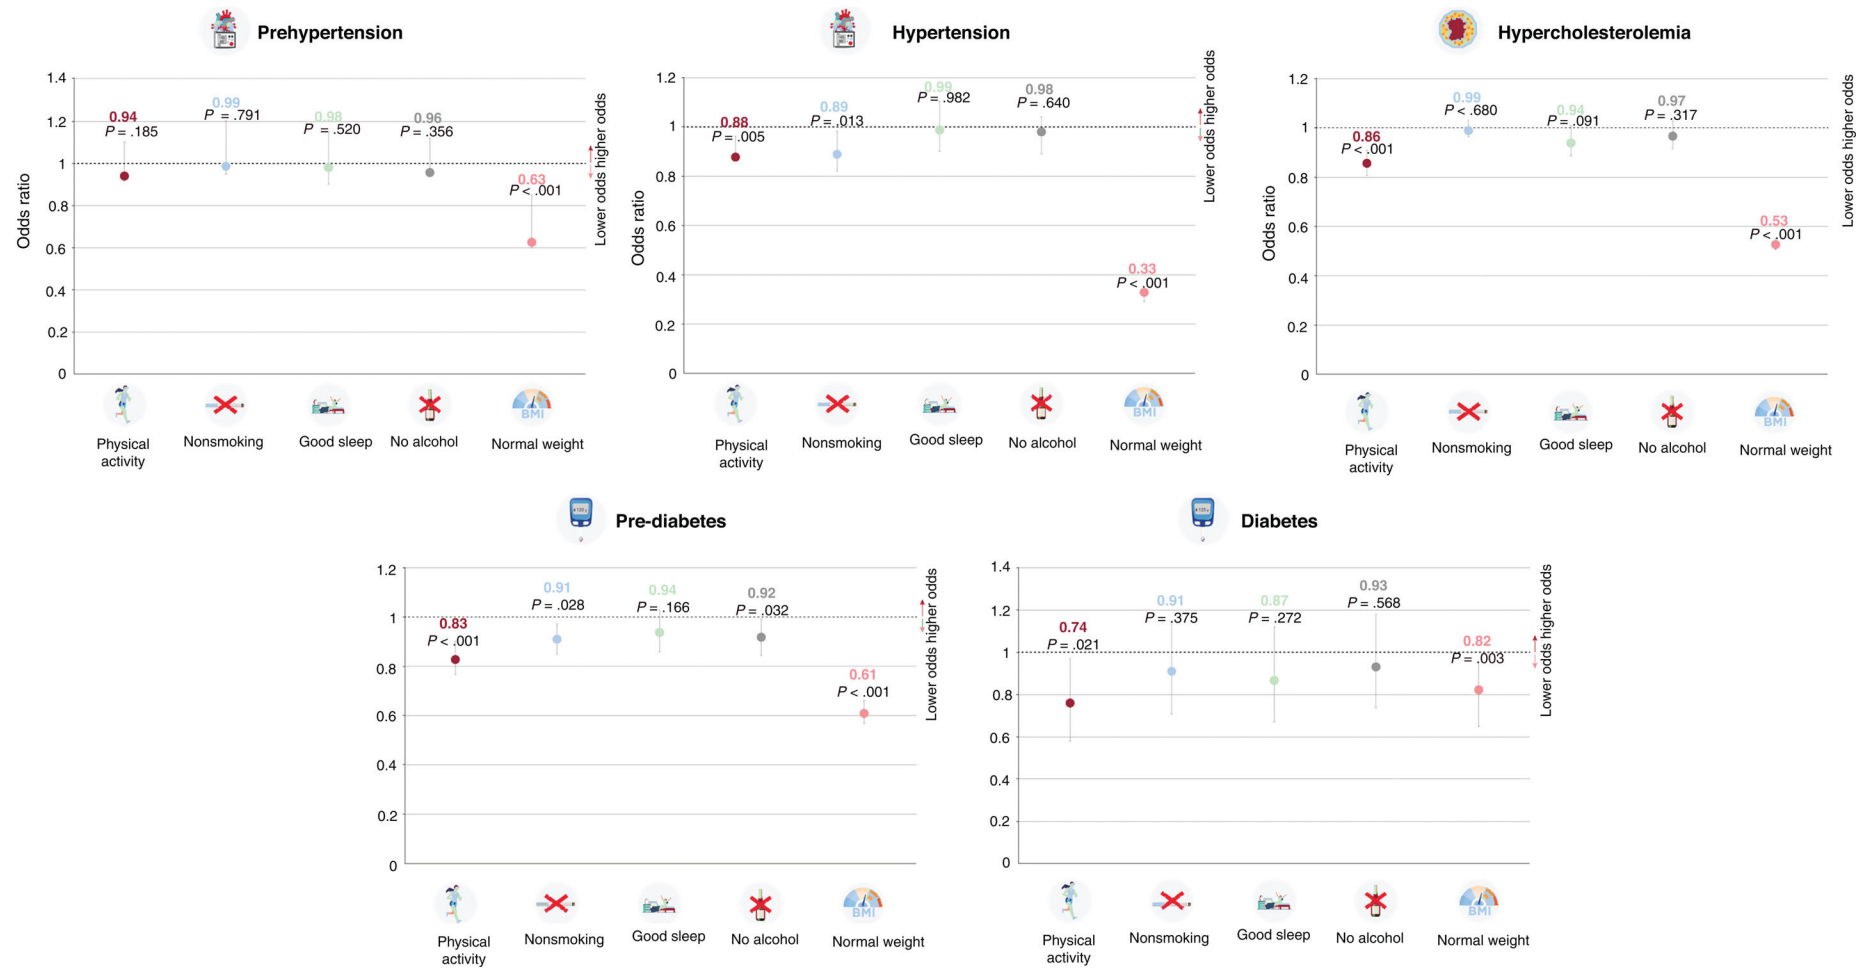 Prehypertension
Odds ratio
1.4
1.2
1
0.8
0.6
0.4
0.2
0
0.94
P = .185
0.99
P = .791
0.98
P = .520
0.96
P = .356
0.63
P < .001
Lower odds higher odds
BMI
Physical
activity
Nonsmoking
Good sleep
No alcohol
Normal weight
Hypertension
Odds ratio
1.2
1
0.8
0.6
0.4
0.2
0
0.88
P = .005
0.89
P = .013
0.99
P = .982
0.98
P = .640
0.33
P < .001
Lower odds higher odds
BMI
Physical
activity
Nonsmoking
Good sleep
No alcohol
Normal weight
Hypercholesterolemia
Odds ratio
1.2
1
0.8
0.6
0.4
0.2
0
0.86
P < .001
0.99
P < .680
0.94
P = .091
0.97
P = .317
0.53
P < .001
Lower odds higher odds
BMI
Physical
activity
Nonsmoking
Good sleep
No alcohol
Normal weight
Pre-diabetes
1.2
1
0.8
0.6
0.4
0.2
0
0.83
P < .001
0.91
P = .028
0.94
P = .166
0.92
P = .032
0.61
P < .001
Lower odds higher odds
BMI
Physical
activity
Nonsmoking
Good sleep
No alcohol
Normal weight
Diabetes
1.4
1.2
1
0.8
0.6
0.4
0.2
0
0.74
P = .021
0.91
P = .375
0.87
P = .272
0.93
P = .568
0.82
P = .003
Lower odds higher odds
BMI
Physical
activity
Nonsmoking
Good sleep
No alcohol
Normal weight